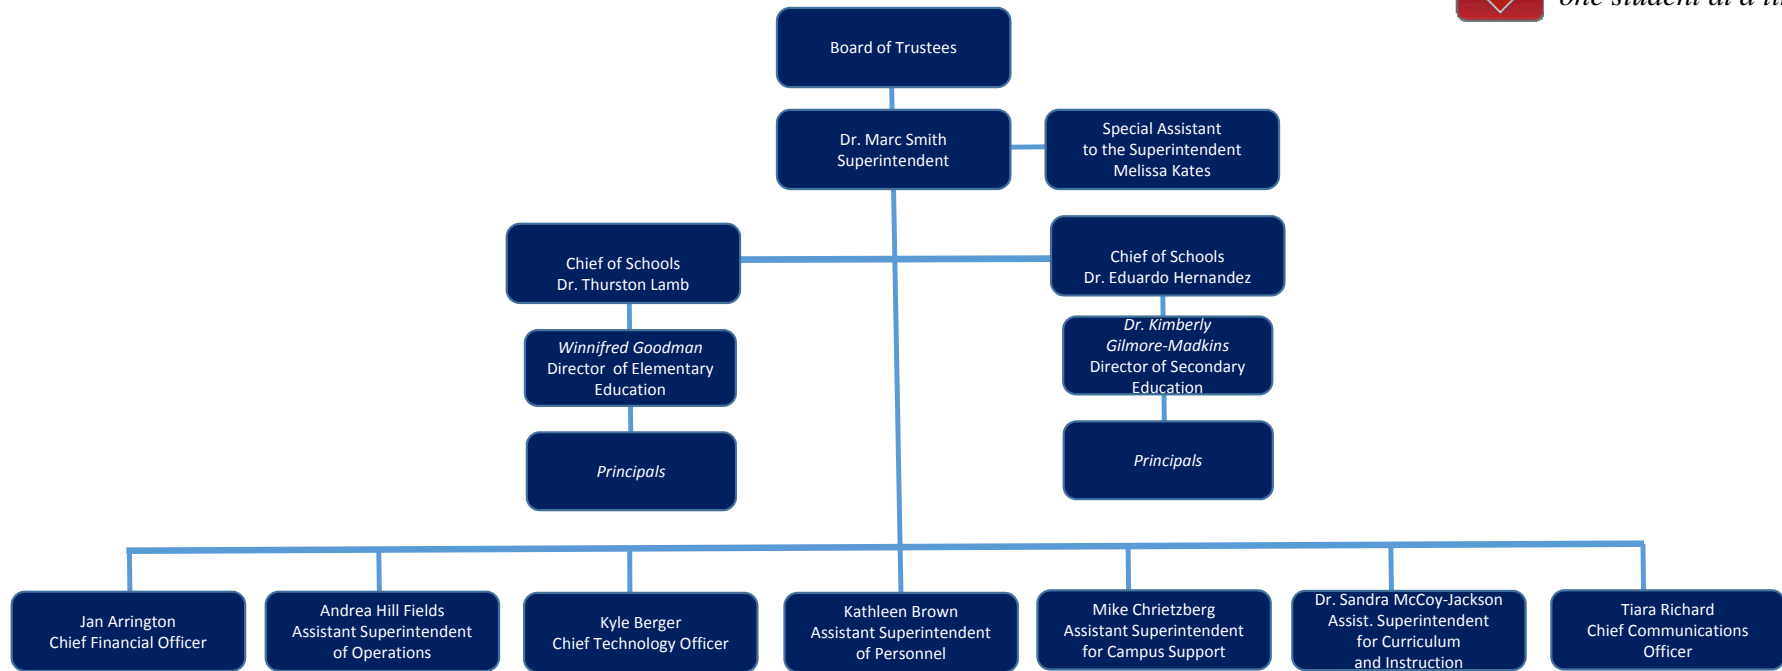 one student at a
Board of Trustees
Dr. Marc Smith
Superintendent
Special Assistant
to the Superintendent
Melissa Kates
Chief of Schools
Dr. Thurston Lamb
Chief of Schools
Dr. Eduardo Hernandez
Winnifred Goodman
Director of Elementary
Education
Dr. Kimberly
Gilmore-Madkins
Director of Secondary
Education
Principals
Principals
Jan Arrington
Chief Financial Officer
Andrea Hill Fields
Assistant Superintendent
of Operations
Kyle Berger
Chief Technology Officer
Kathleen Brown
Assistant Superintendent
of Personnel
Mike Chrietzberg
Assistant Superintendent
for Campus Support
Dr. Sandra McCoy-Jackson
Assist. Superintendent
for Curriculum
and Instruction
Tiara Richard
Chief Communications
Officer